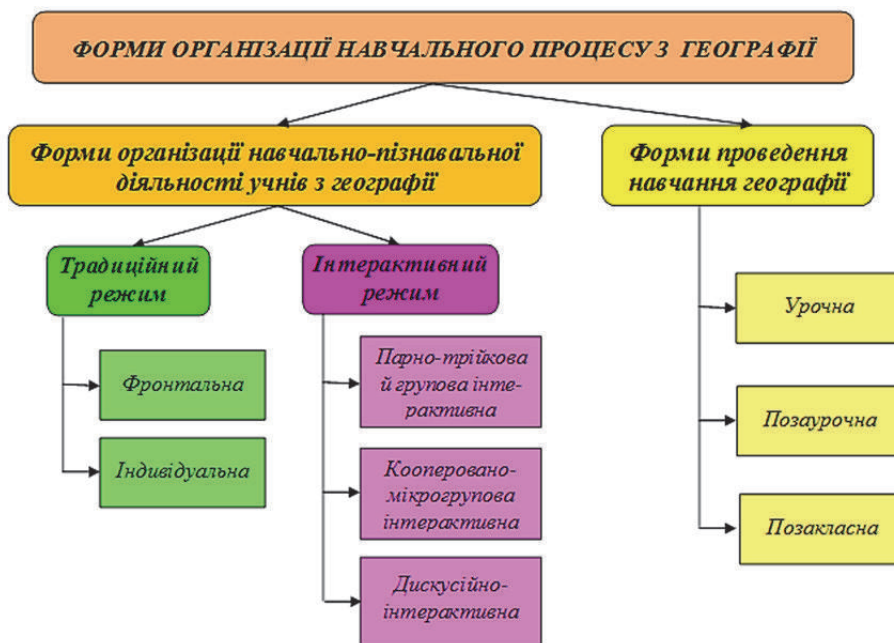 ФОРМИ ОРГАНІЗАЦІЇ НАВЧАЛЬНОГО ПРОЦЕСУ З ГЕОГРАФІЇ
Форми організації навчально-пізнавальної
діяльності учнів з географії
Форми проведення
навчання географії
Традиційний
режим
Інтерактивний
режим
Фронтальна
Індивідуальна
Парно-трійкова
й групова інте-
рактивна
Кооперовано-
мікрогрупова
інтерактивна
Дискусійно-
інтерактивна
Урочна
Позаурочна
Позакласна